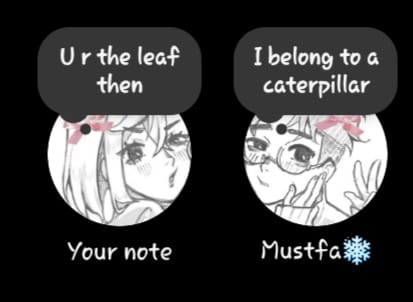 U r the leaf
then
I belong to a
caterpillar
Your note
Mustfa❄️